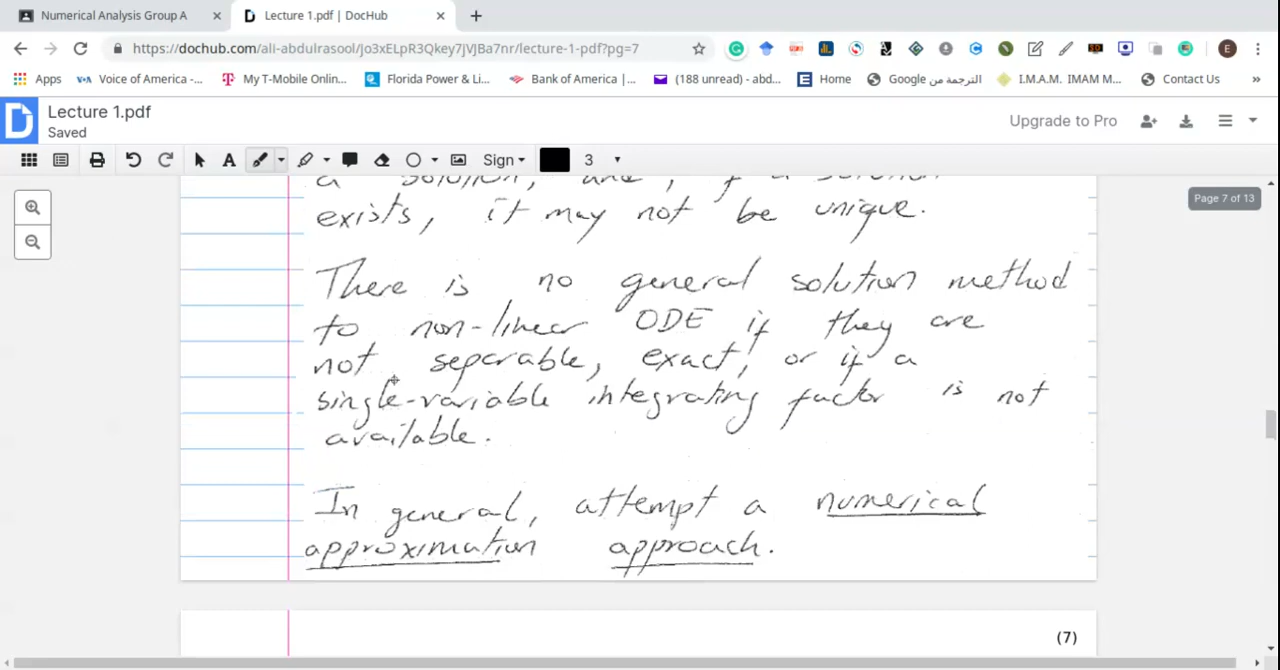 Numerical Analysis Group A
Lecture 1.pdf | DocHub
https://dochub.com/ali-abdulrasool/jo3xELpR3Qkey7jVJBa7nr/lecture-1-pdf?pg=7
E
Apps
Voice of America -...
My T-Mobile Onlin...
Florida Power & Li...
Bank of America |...
(188 unread) - abd...
Home
الترجمة من Google
I.M.A.M. IMAM M...
Contact Us
»
Lecture 1.pdf
Saved
Upgrade to Pro
A
Sign
3
Page 7 of 13
a solution, and, if a solution
exists, it may not be unique.
There is no general solution method
to non-linear ODE if they are
not separable, exact, or if a
single-variable integrating factor is not
available.
In general, attempt a numerical
approximation approach.
(7)